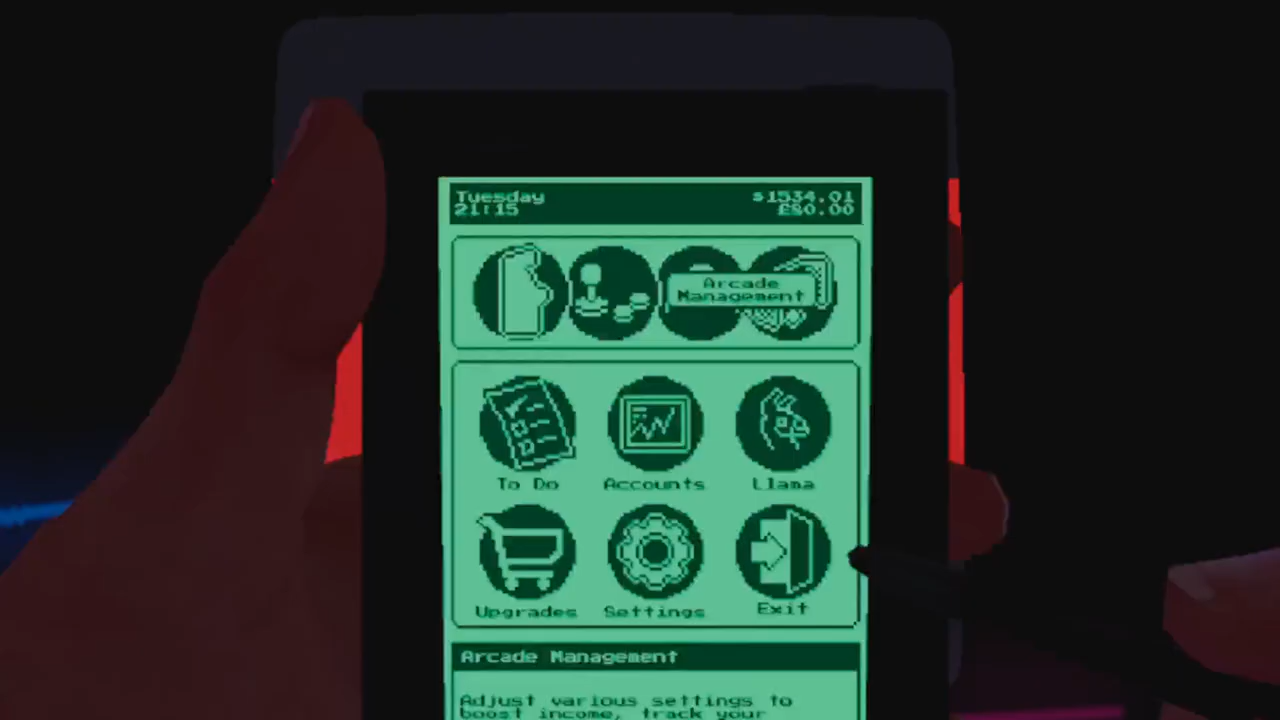 Tuesday
21:15
$1534.01
£80.00
Arcade
Management
To Do
Accounts
Llama
Upgrades
Settings
Exit
Arcade Management
Adjust various settings to
boost income, track your